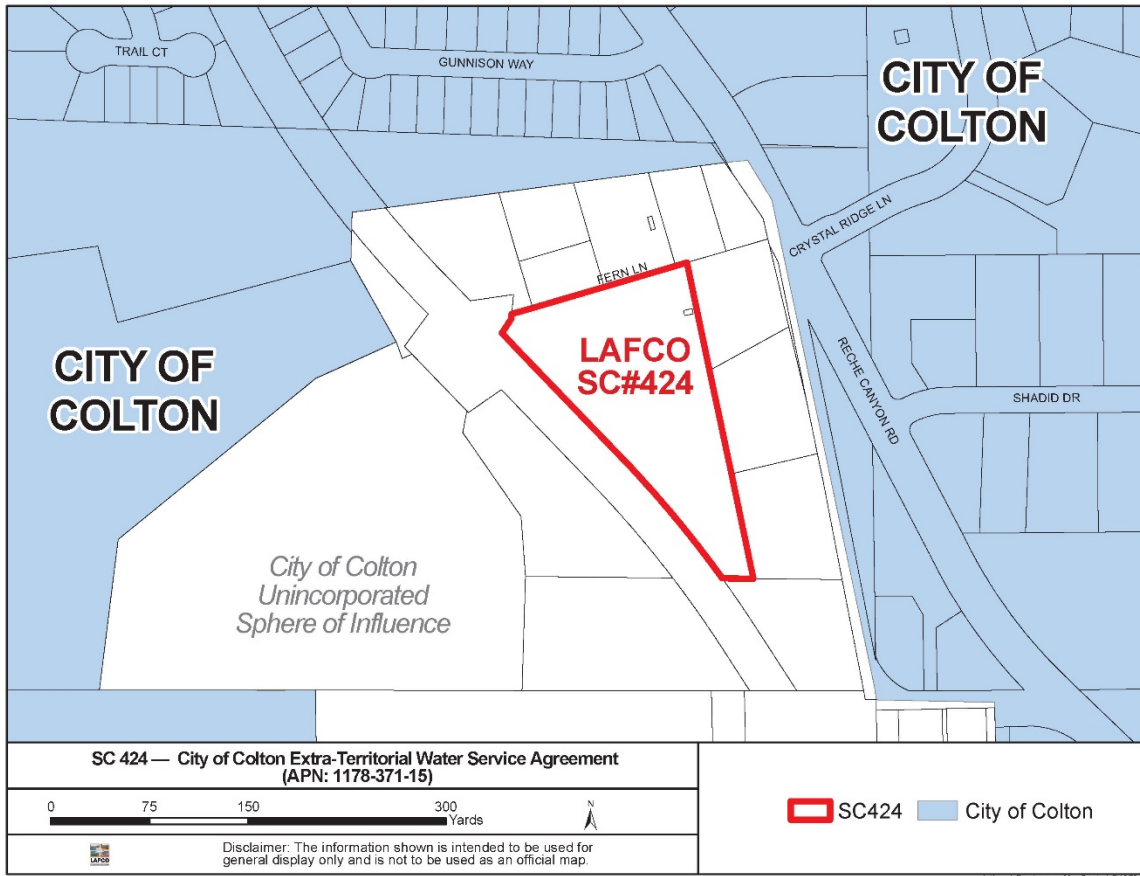 TRAIL CT
GUNNISON WAY
CITY OF
COLTON
CRYSTAL RIDGE LN
FERN LN
LAFCO
SC#424
CITY OF
COLTON
RECHE CANYON RD
SHADID DR
City of Colton
Unincorporated
Sphere of Influence
SC 424 — City of Colton Extra-Territorial Water Service Agreement
(APN: 1178-371-15)
0 75 150 300
Yards
N
LAFCO
Disclaimer: The information shown is intended to be used for
general display only and is not to be used as an official map.
SC424
City of Colton